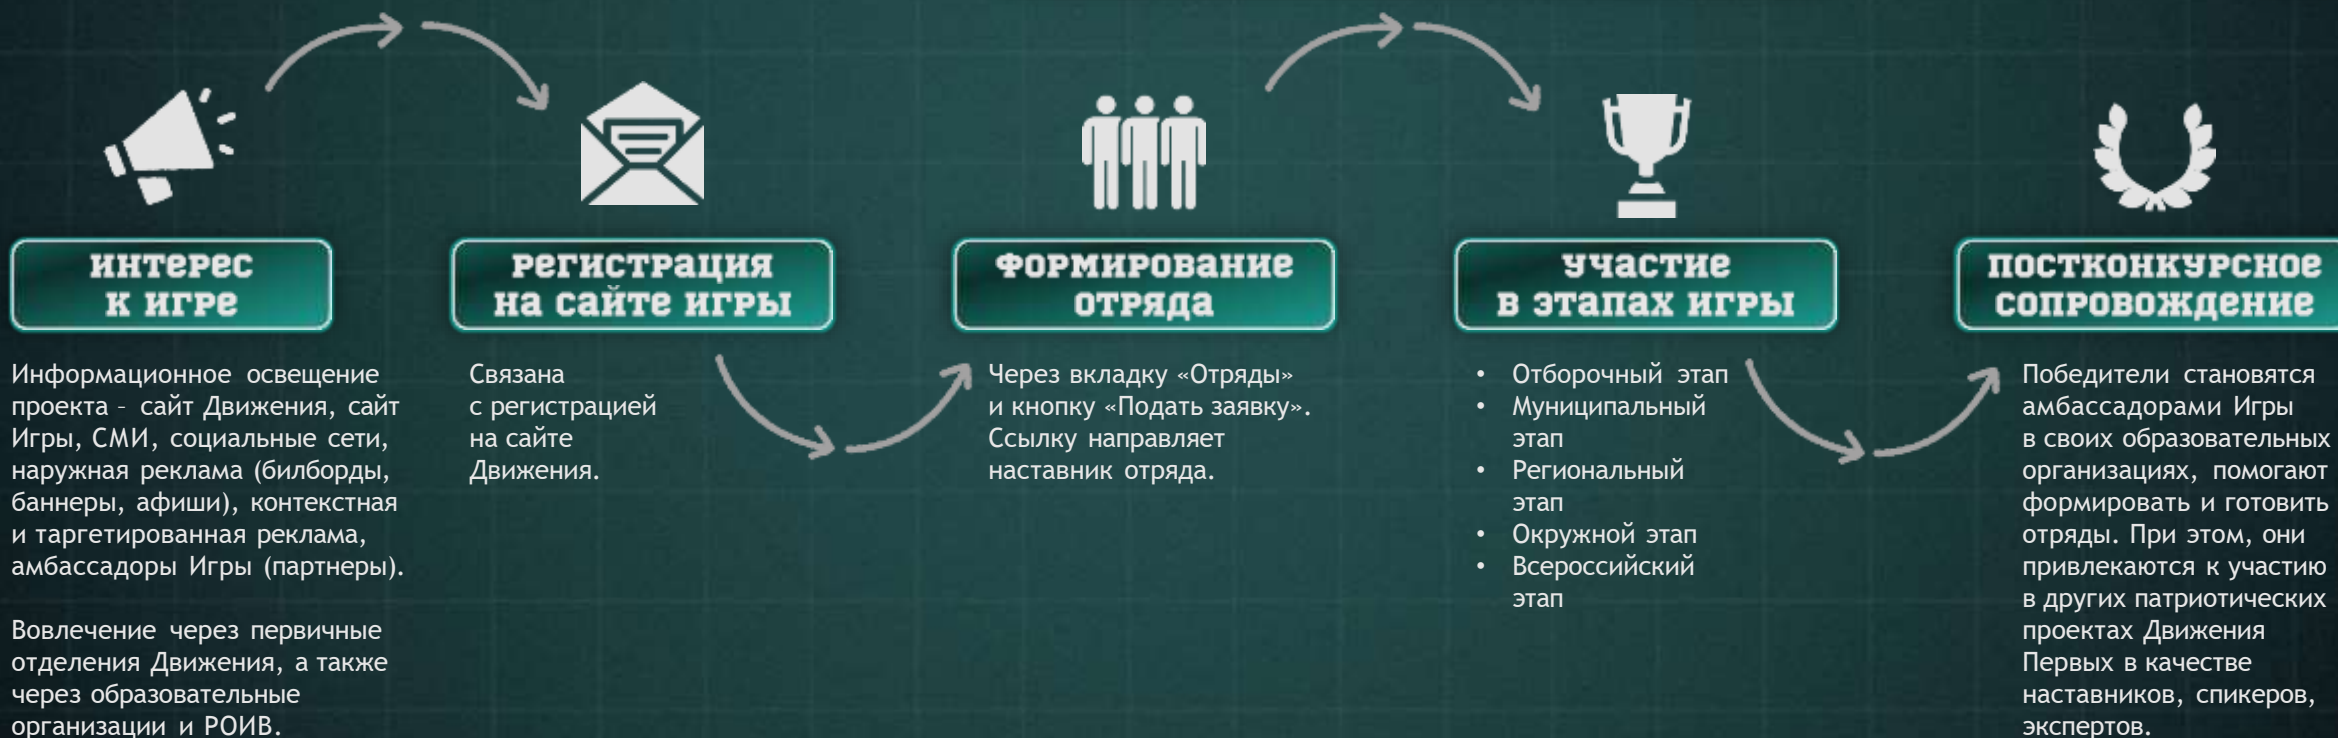 ИНТЕРЕС
К ИГРЕ
Информационное освещение
проекта - сайт Движения, сайт
Игры, СМИ, социальные сети,
наружная реклама (билборды,
баннеры, афиши), контекстная
и таргетированная реклама,
амбассадоры Игры (партнеры).
Вовлечение через первичные
отделения Движения, а также
через образовательные
организации и РОИВ.
РЕГИСТРАЦИЯ
НА САЙТЕ ИГРЫ
Связана
с регистрацией
на сайте
Движения.
ФОРМИРОВАНИЕ
ОТРЯДА
Через вкладку «Отряды»
и кнопку «Подать заявку».
Ссылку направляет
наставник отряда.
УЧАСТИЕ
В ЭТАПАХ ИГРЫ
• Отборочный этап
• Муниципальный
этап
• Региональный
этап
• Окружной этап
• Всероссийский
этап
ПОСТКОНКУРСНОЕ
СОПРОВОЖДЕНИЕ
Победители становятся
амбассадорами Игры
в своих образовательных
организациях, помогают
формировать и готовить
отряды. При этом, они
привлекаются к участию
в других патриотических
проектах Движения
Первых в качестве
наставников, спикеров,
экспертов.